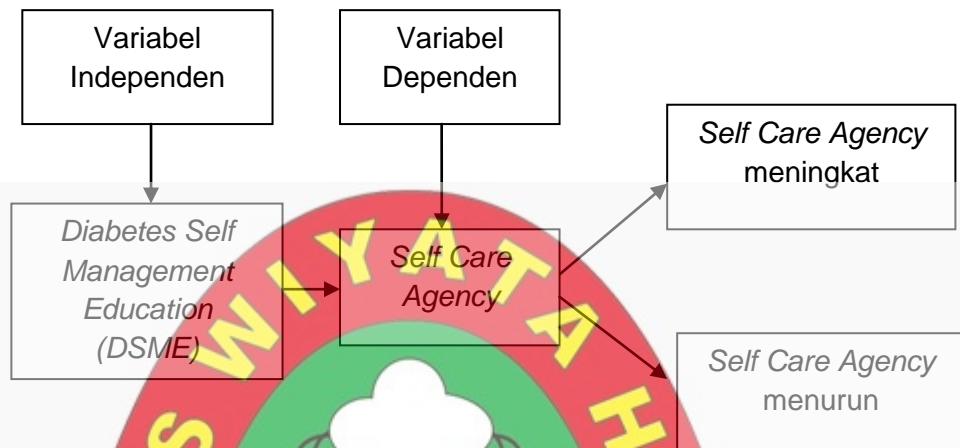 Variabel
Independen
Variabel
Dependen
Self Care Agency
meningkat
Diabetes Self
Management
Education
(DSME)
Self Care
Agency
Self Care Agency
menurun
S WIYATA H